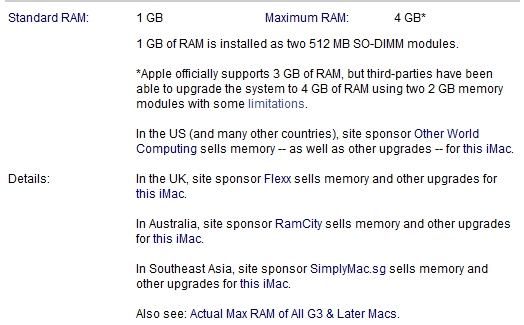 Standard RAM: 1 GB Maximum RAM: 4 GB*
1 GB of RAM is installed as two 512 MB SO-DIMM modules.
*Apple officially supports 3 GB of RAM, but third-parties have been
able to upgrade the system to 4 GB of RAM using two 2 GB memory
modules with some limitations.
In the US (and many other countries), site sponsor Other World
Computing sells memory -- as well as other upgrades -- for this iMac.
Details: In the UK, site sponsor Flexx sells memory and other upgrades for
this iMac.
In Australia, site sponsor RamCity sells memory and other upgrades
for this iMac.
In Southeast Asia, site sponsor SimplyMac.sg sells memory and
other upgrades for this iMac.
Also see: Actual Max RAM of All G3 & Later Macs.